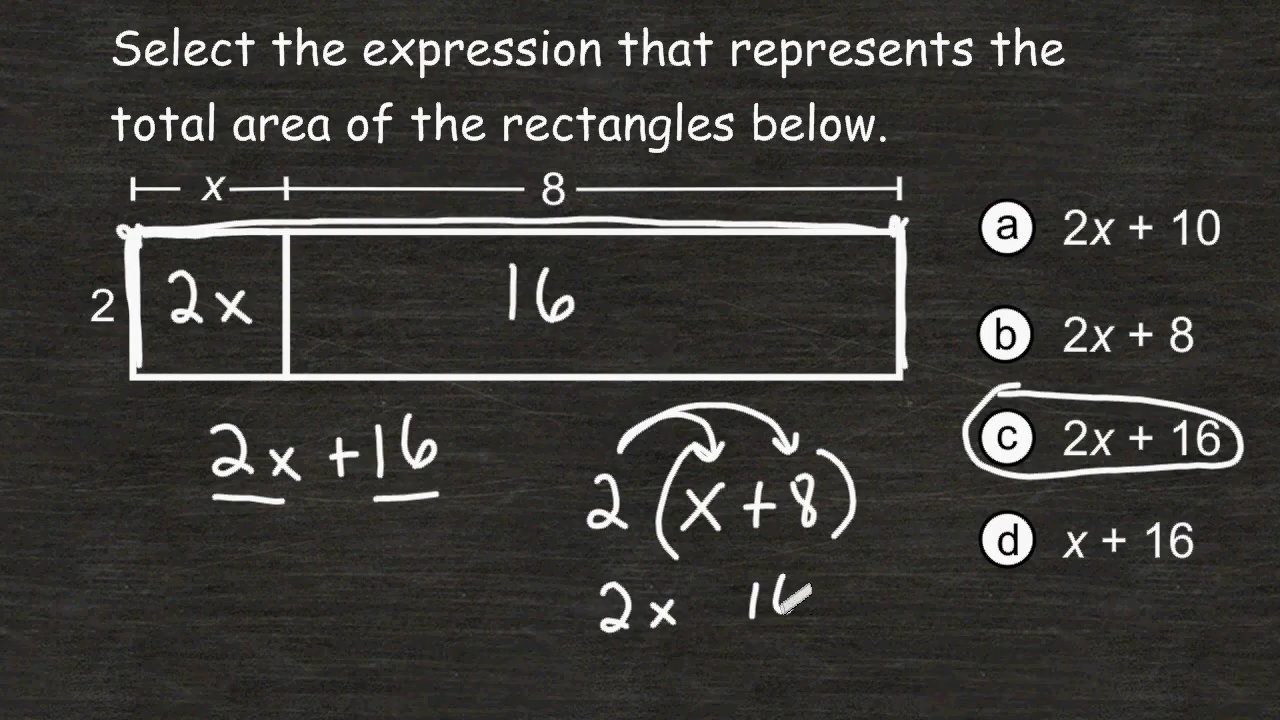 Select the expression that represents the
total area of the rectangles below.
x 8
2 2x 16
2x + 16
2 (x + 8)
2x 16
a 2x + 10
b 2x + 8
c 2x + 16
d x + 16